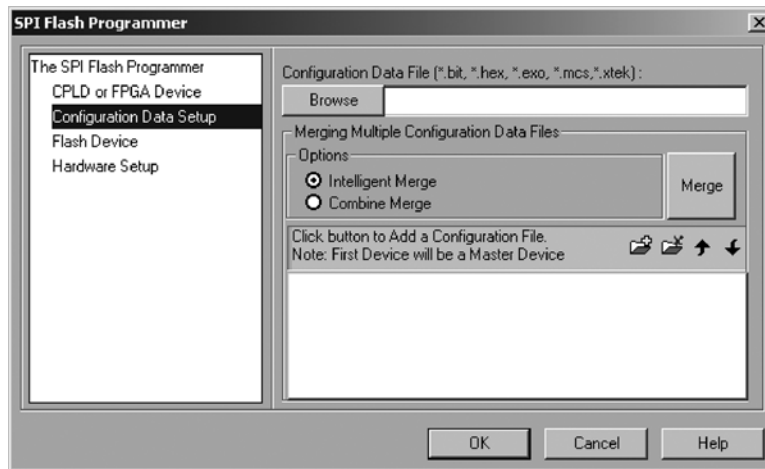 SPI Flash Programmer
The SPI Flash Programmer
CPLD or FPGA Device
Configuration Data Setup
Flash Device
Hardware Setup
Configuration Data File (*.bit, *.hex, *.exo, *.mcs,*.xtek) :
Browse
Merging Multiple Configuration Data Files
Options
Intelligent Merge
Combine Merge
Merge
Click button to Add a Configuration File.
Note: First Device will be a Master Device
OK
Cancel
Help